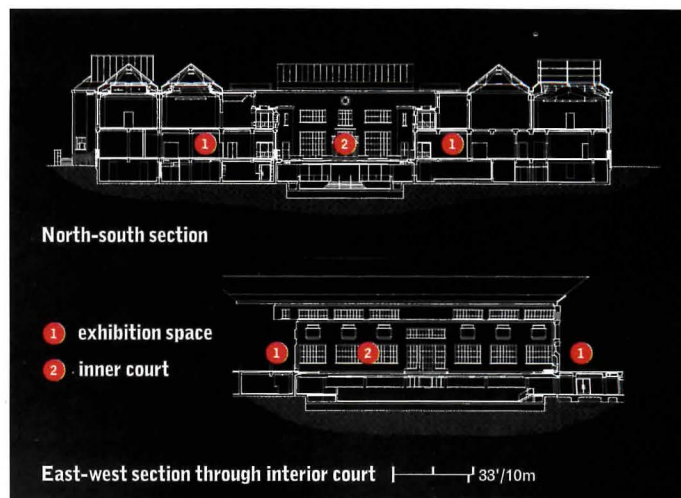 1 2 1
North-south section
1 exhibition space
2 inner court
1 2 1
East-west section through interior court 33'/10m